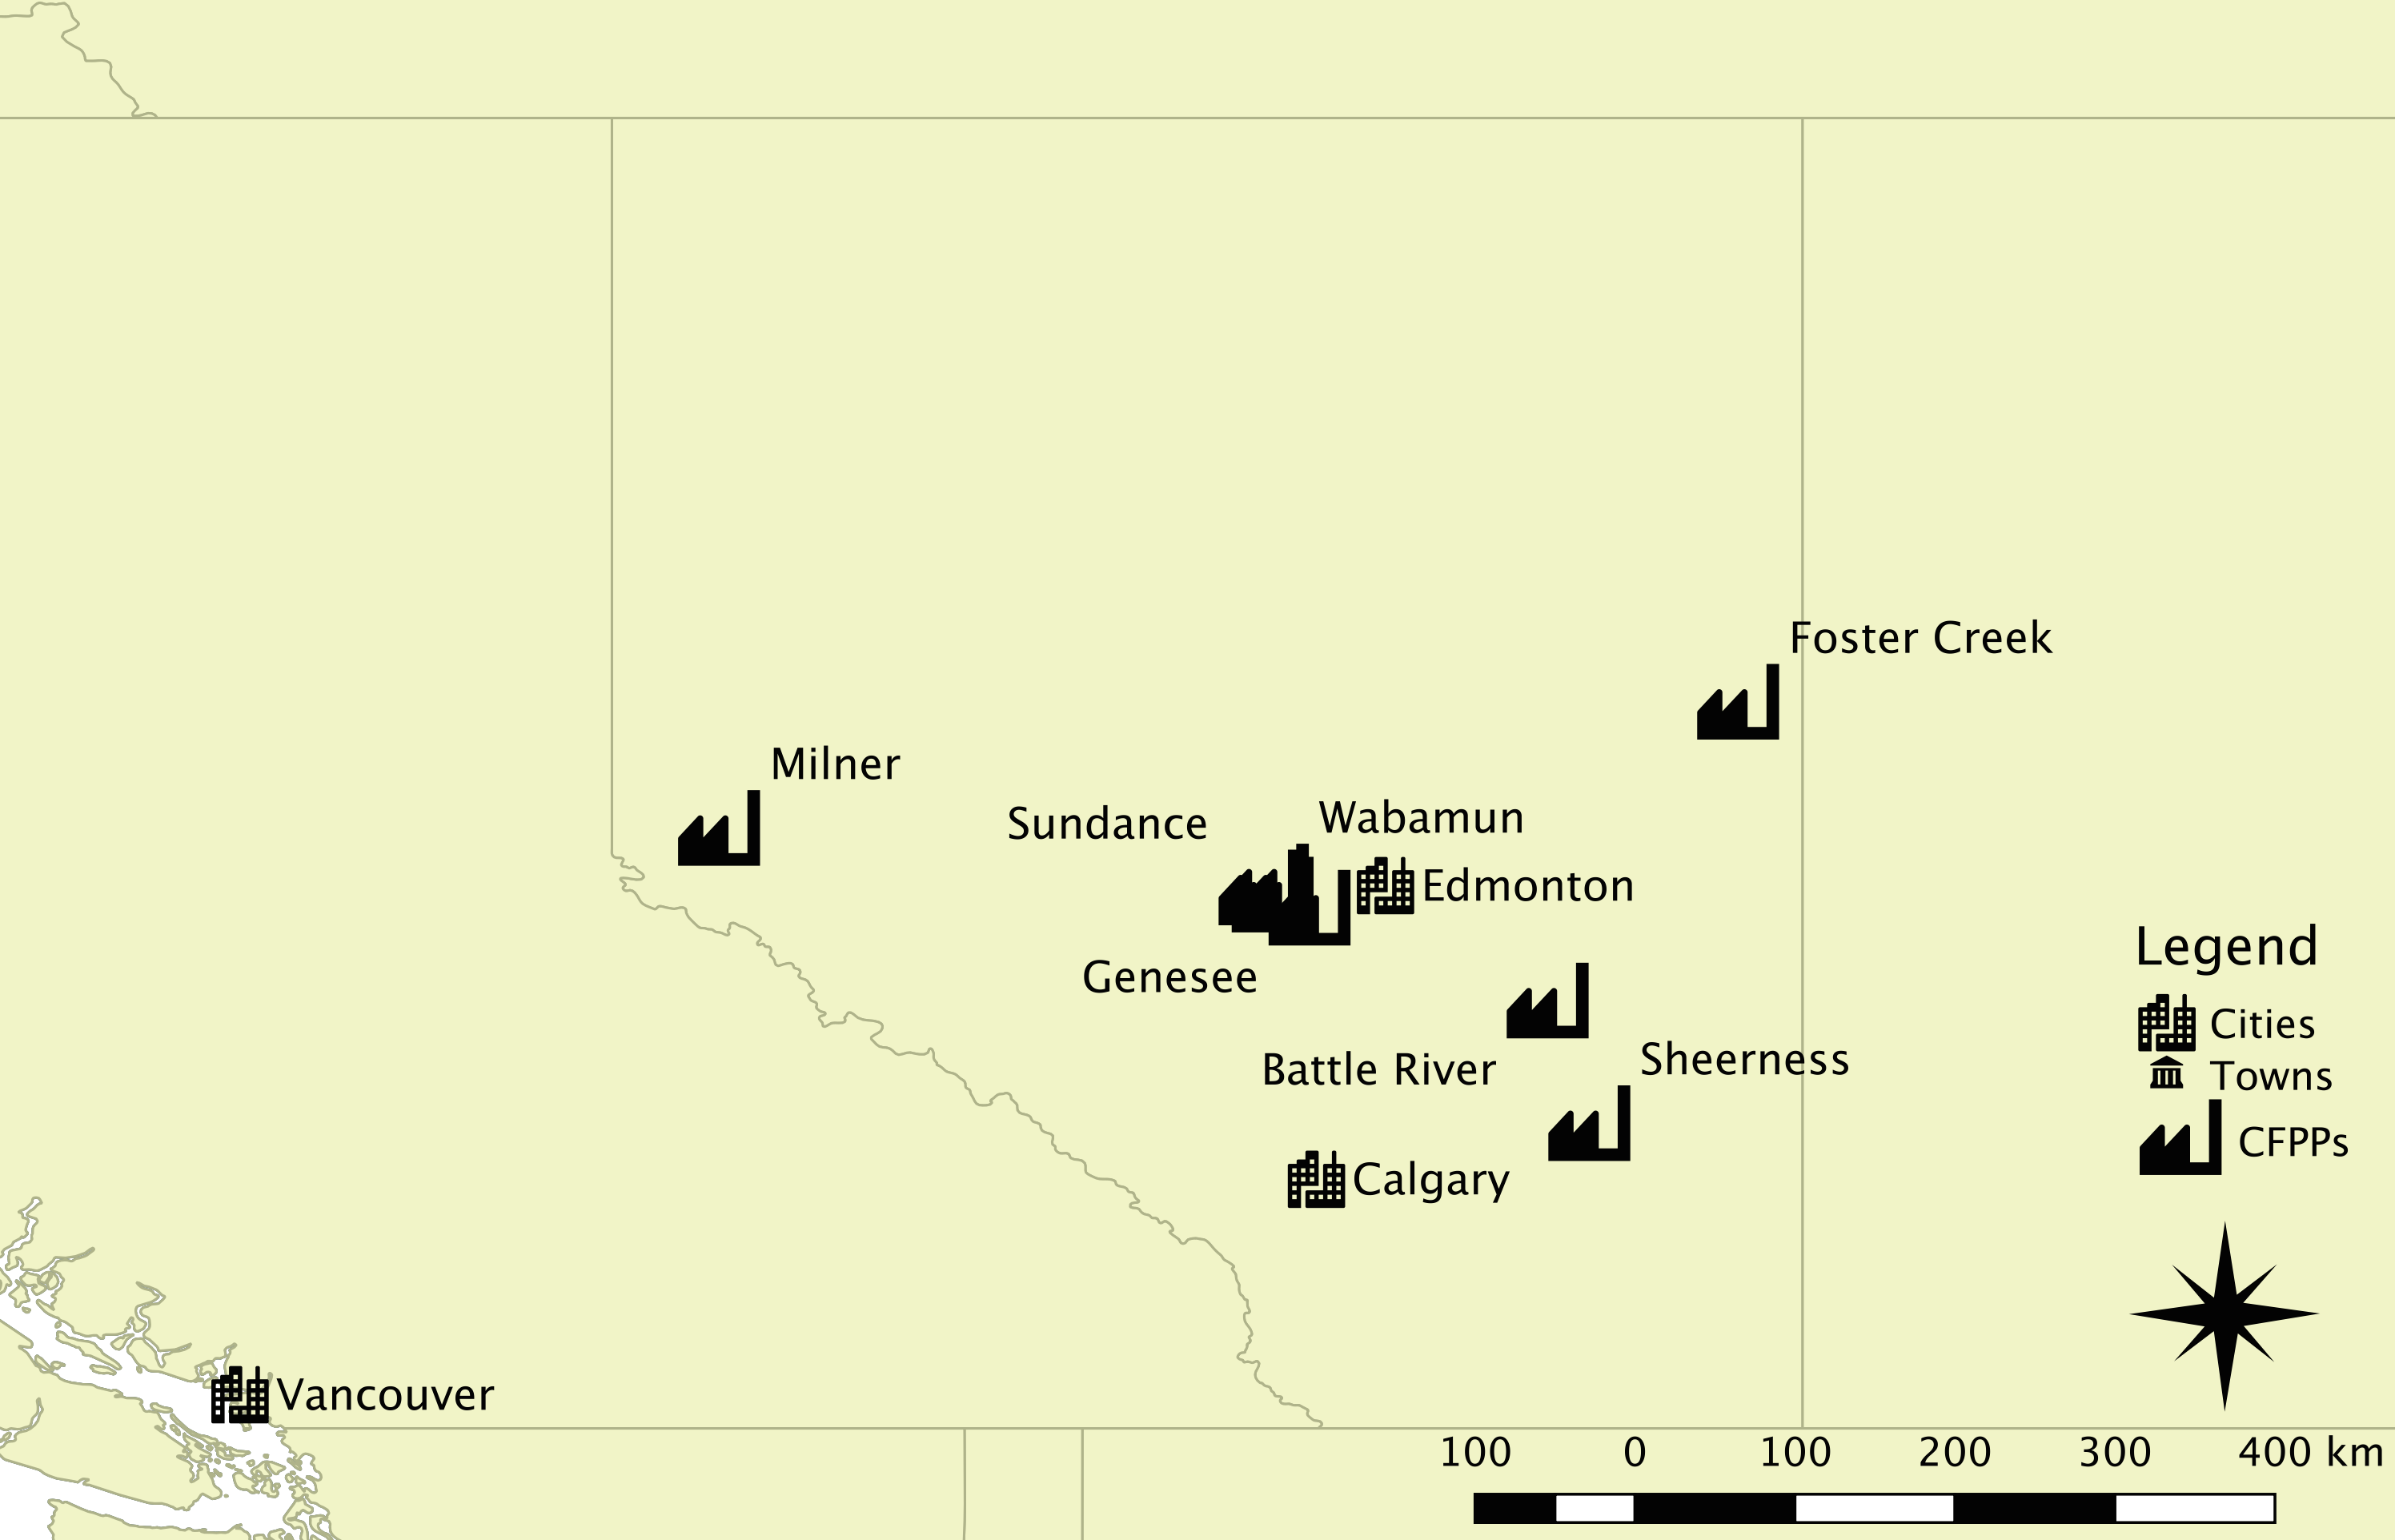 Foster Creek
Milner
Sundance
Wabamun
Edmonton
Genesee
Battle River
Sheerness
Calgary
Vancouver
Legend
Cities
Towns
CFPPs
100 0 100 200 300 400 km